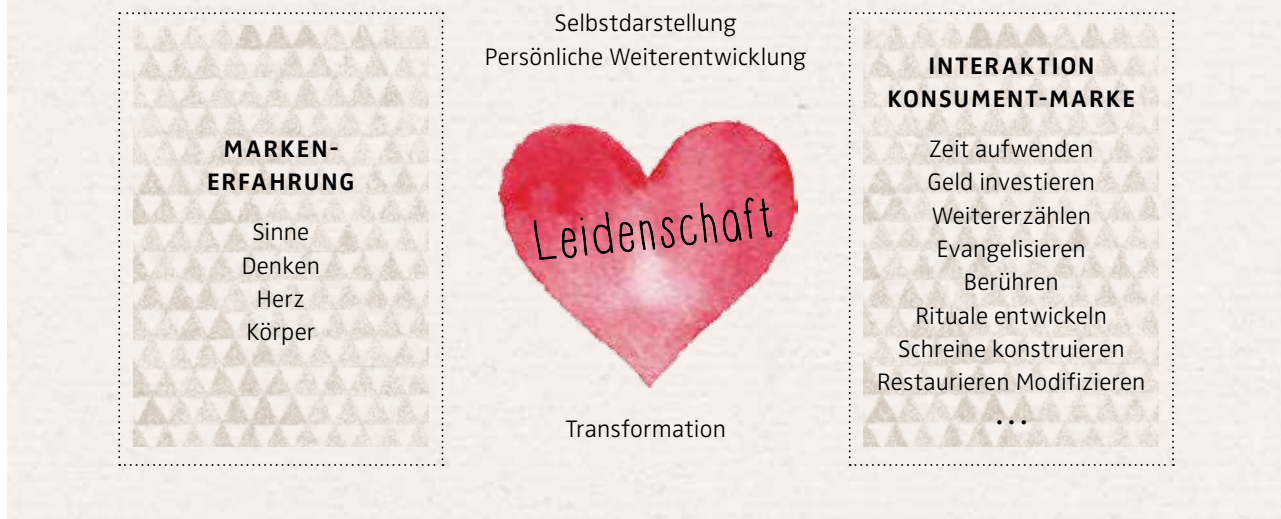 MARKEN-
ERFAHRUNG
Sinne
Denken
Herz
Körper
Selbstdarstellung
Persönliche Weiterentwicklung
Leidenschaft
Transformation
INTERAKTION
KONSUMENT-MARKE
Zeit aufwenden
Geld investieren
Weitererzählen
Evangelisieren
Berühren
Rituale entwickeln
Schreine konstruieren
Restaurieren Modifizieren
...